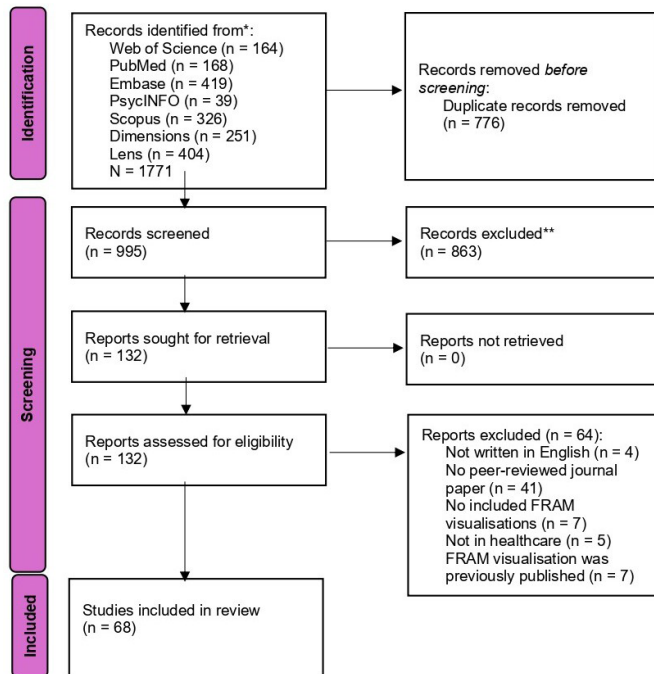 Identification
Records identified from*:
Web of Science (n = 164)
PubMed (n = 168)
Embase (n = 419)
PsycINFO (n = 39)
Scopus (n = 326)
Dimensions (n = 251)
Lens (n = 404)
N = 1771
Records removed before
screening:
Duplicate records removed
(n = 776)
Screening
Records screened
(n = 995)
Records excluded**
(n = 863)
Reports sought for retrieval
(n = 132)
Reports not retrieved
(n = 0)
Reports assessed for eligibility
(n = 132)
Reports excluded (n = 64):
Not written in English (n = 4)
No peer-reviewed journal
paper (n = 41)
No included FRAM
visualisations (n = 7)
Not in healthcare (n = 5)
FRAM visualisation was
previously published (n = 7)
Included
Studies included in review
(n = 68)